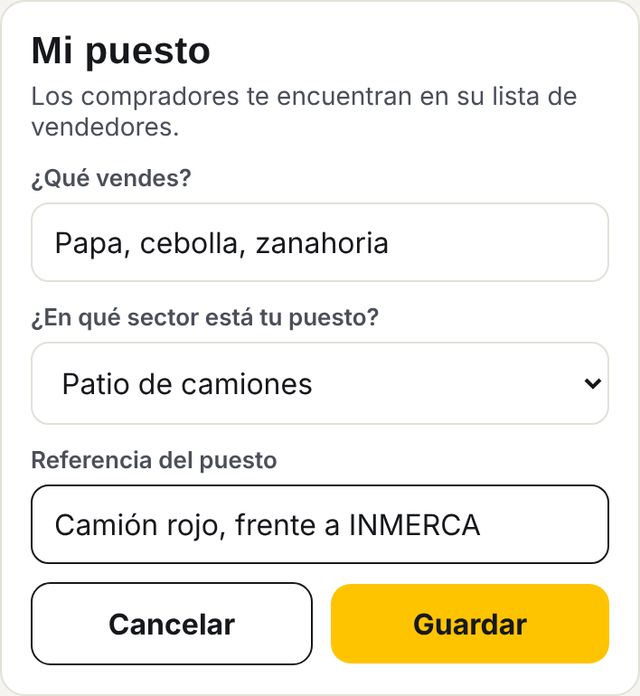 Mi puesto
Los compradores te encuentran en su lista de
vendedores.
¿Qué vendes?
Papa, cebolla, zanahoria
¿En qué sector está tu puesto?
Patio de camiones
Referencia del puesto
Camión rojo, frente a INMERCA
Cancelar
Guardar